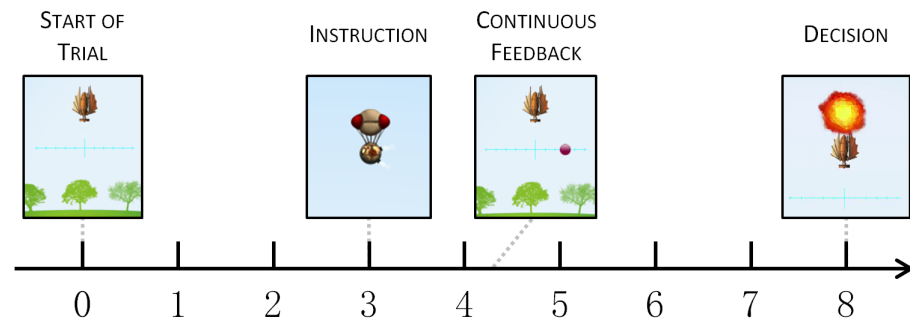 START OF
TRIAL
INSTRUCTION
CONTINUOUS
FEEDBACK
DECISION
0 1 2 3 4 5 6 7 8